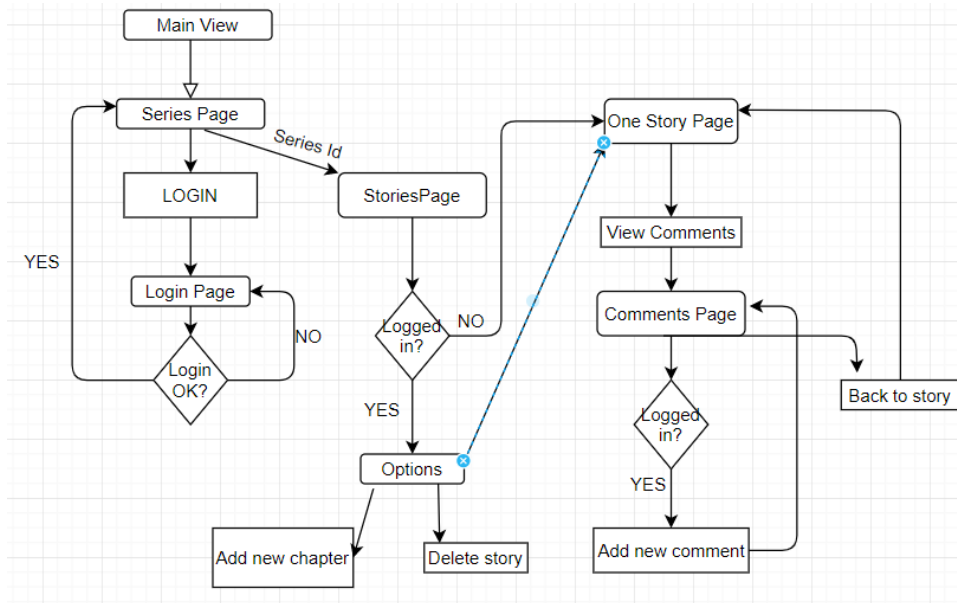 Main View
Series Page
Series Id
LOGIN
StoriesPage
YES
Login Page
NO
Login
OK?
Logged
in?
NO
YES
Options
Add new chapter
Delete story
One Story Page
View Comments
Comments Page
Back to story
Logged
in?
YES
Add new comment